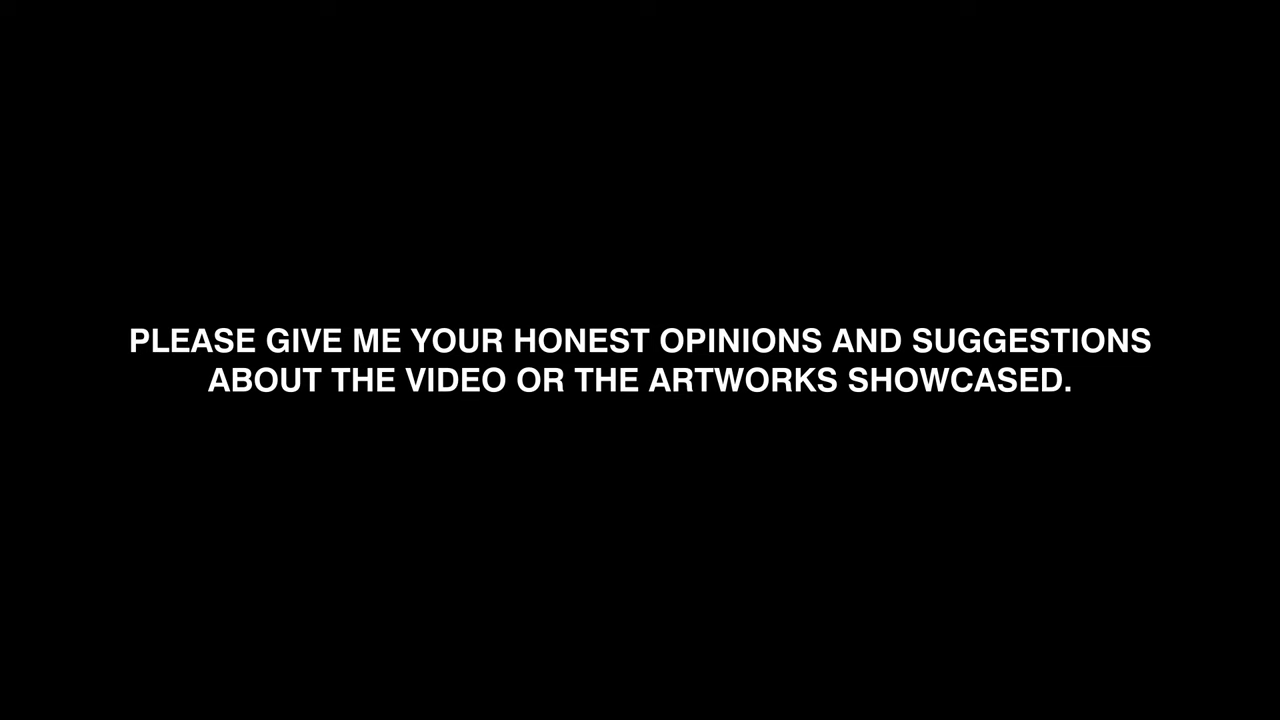 PLEASE GIVE ME YOUR HONEST OPINIONS AND SUGGESTIONS
ABOUT THE VIDEO OR THE ARTWORKS SHOWCASED.